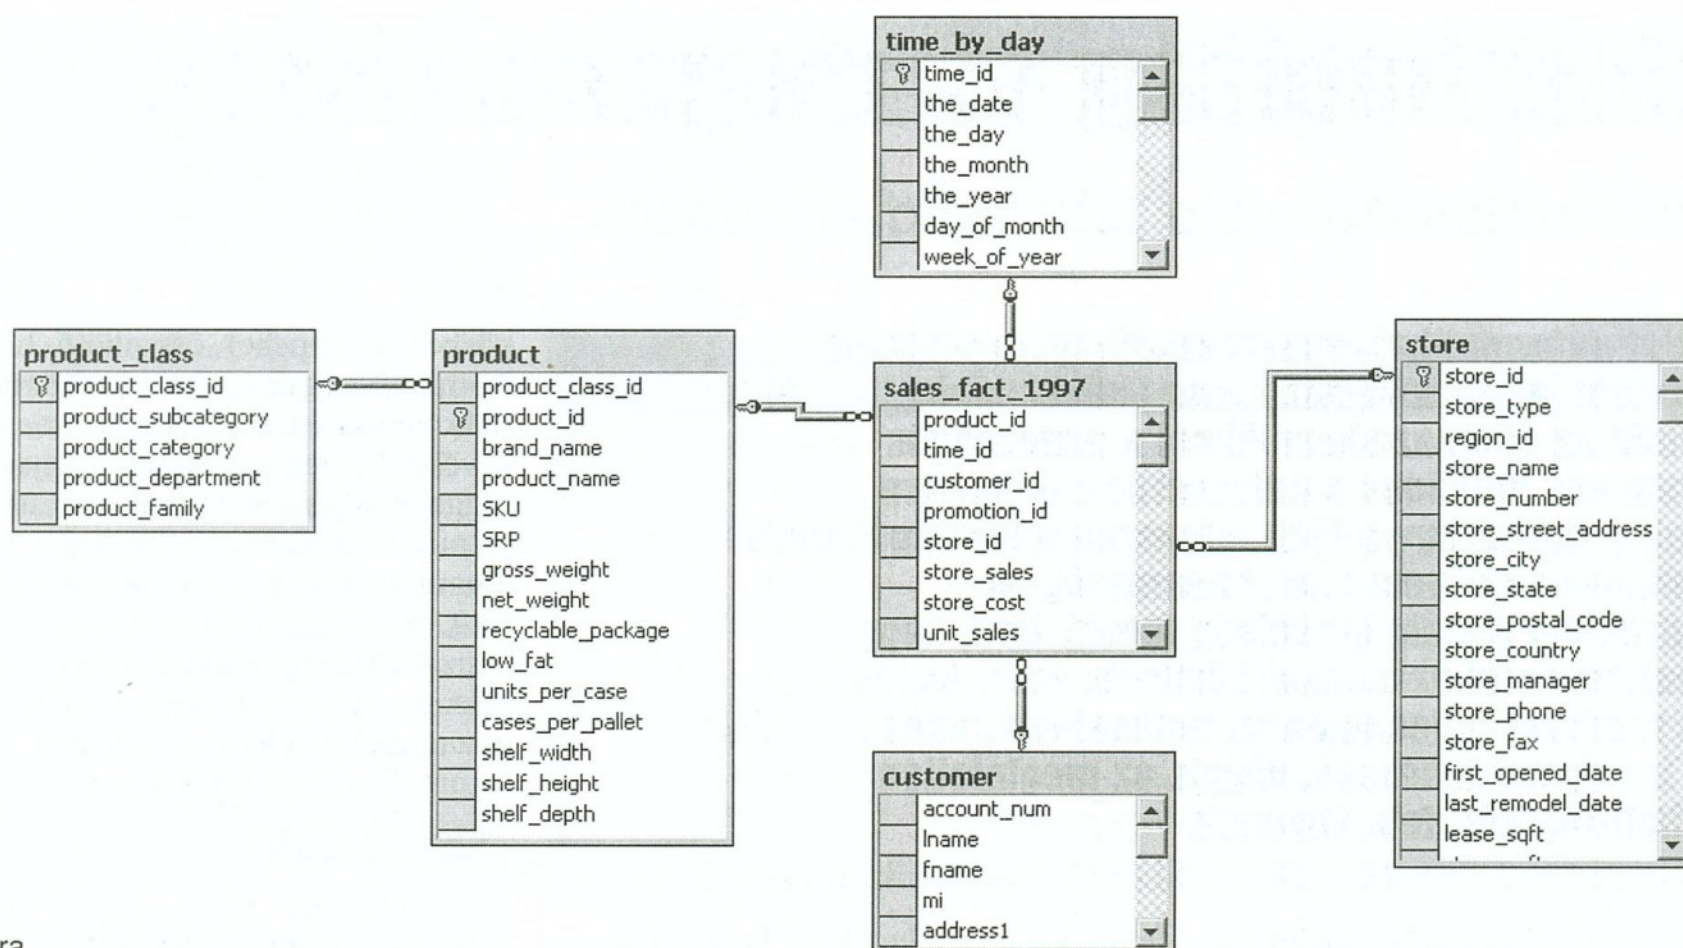 time_by_day
time_id
the_date
the_day
the_month
the_year
day_of_month
week_of_year
product_class
product_class_id
product_subcategory
product_category
product_department
product_family
product
product_class_id
product_id
brand_name
product_name
SKU
SRP
gross_weight
net_weight
recyclable_package
low_fat
units_per_case
cases_per_pallet
shelf_width
shelf_height
shelf_depth
sales_fact_1997
product_id
time_id
customer_id
promotion_id
store_id
store_sales
store_cost
unit_sales
store
store_id
store_type
region_id
store_name
store_number
store_street_address
store_city
store_state
store_postal_code
store_country
store_manager
store_phone
store_fax
first_opened_date
last_remodel_date
lease_sqft
customer
account_num
lname
fname
mi
address1